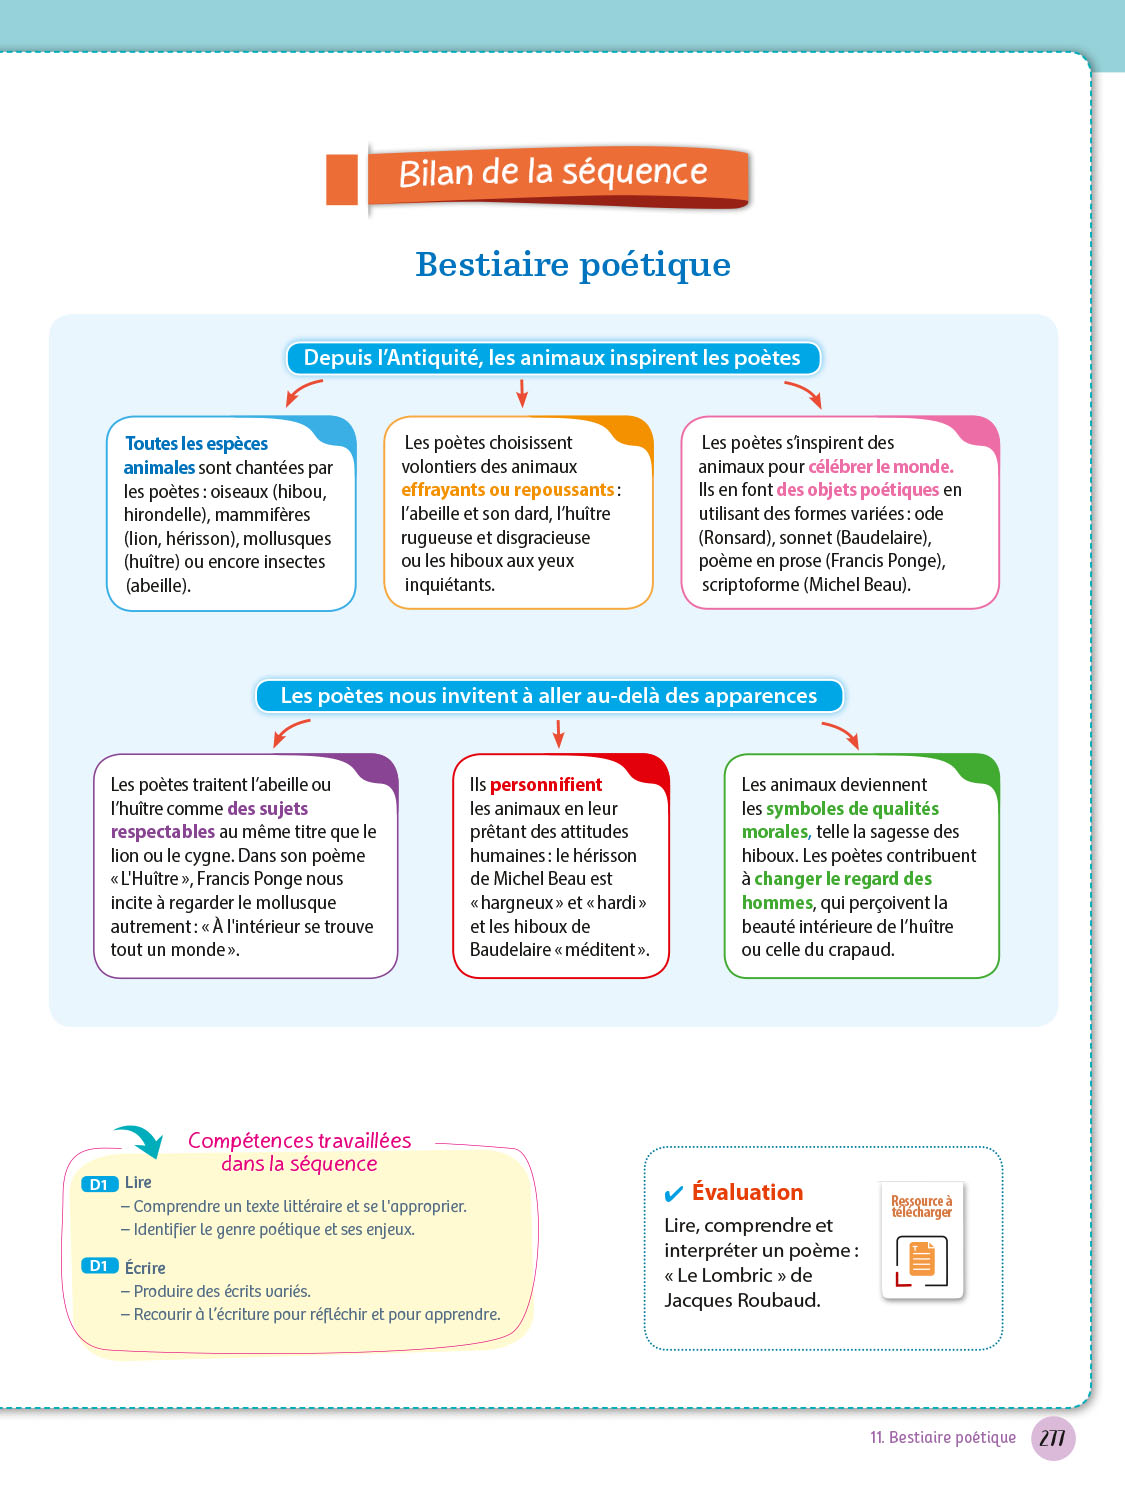 Bilan de la séquence
Bestiaire poétique
Depuis l’Antiquité, les animaux inspirent les poètes
Toutes les espèces
animales sont chantées par
les poètes : oiseaux (hibou,
hirondelle), mammifères
(lion, hérisson), mollusques
(huître) ou encore insectes
(abeille).
Les poètes choisissent
volontiers des animaux
effrayants ou repoussants :
l’abeille et son dard, l’huître
rugueuse et disgracieuse
ou les hiboux aux yeux
inquiétants.
Les poètes s’inspirent des
animaux pour célébrer le monde.
Ils en font des objets poétiques en
utilisant des formes variées : ode
(Ronsard), sonnet (Baudelaire),
poème en prose (Francis Ponge),
scriptoforme (Michel Beau).
Les poètes nous invitent à aller au-delà des apparences
Les poètes traitent l’abeille ou
l’huître comme des sujets
respectables au même titre que le
lion ou le cygne. Dans son poème
« L'Huître », Francis Ponge nous
incite à regarder le mollusque
autrement : « À l'intérieur se trouve
tout un monde ».
Ils personnifient
les animaux en leur
prêtant des attitudes
humaines : le hérisson
de Michel Beau est
« hargneux » et « hardi »
et les hiboux de
Baudelaire « méditent ».
Les animaux deviennent
les symboles de qualités
morales, telle la sagesse des
hiboux. Les poètes contribuent
à changer le regard des
hommes, qui perçoivent la
beauté intérieure de l’huître
ou celle du crapaud.
Compétences travaillées
dans la séquence
D1 Lire
– Comprendre un texte littéraire et se l'approprier.
– Identifier le genre poétique et ses enjeux.
D1 Écrire
– Produire des écrits variés.
– Recourir à l’écriture pour réfléchir et pour apprendre.
✔ Évaluation
Lire, comprendre et
interpréter un poème :
« Le Lombric » de
Jacques Roubaud.
Ressource à
télécharger
11. Bestiaire poétique 277